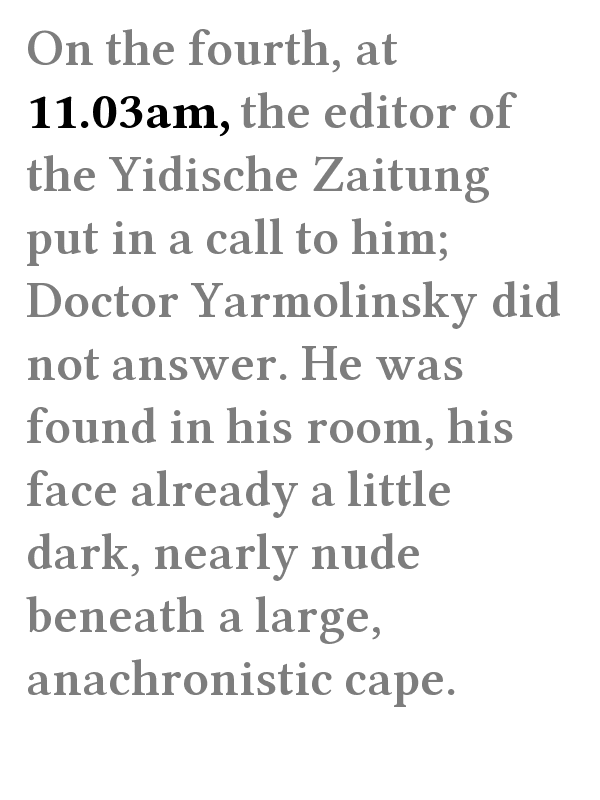 On the fourth, at
11.03am, the editor of
the Yidische Zaitung
put in a call to him;
Doctor Yarmolinsky did
not answer. He was
found in his room, his
face already a little
dark, nearly nude
beneath a large,
anachronistic cape.